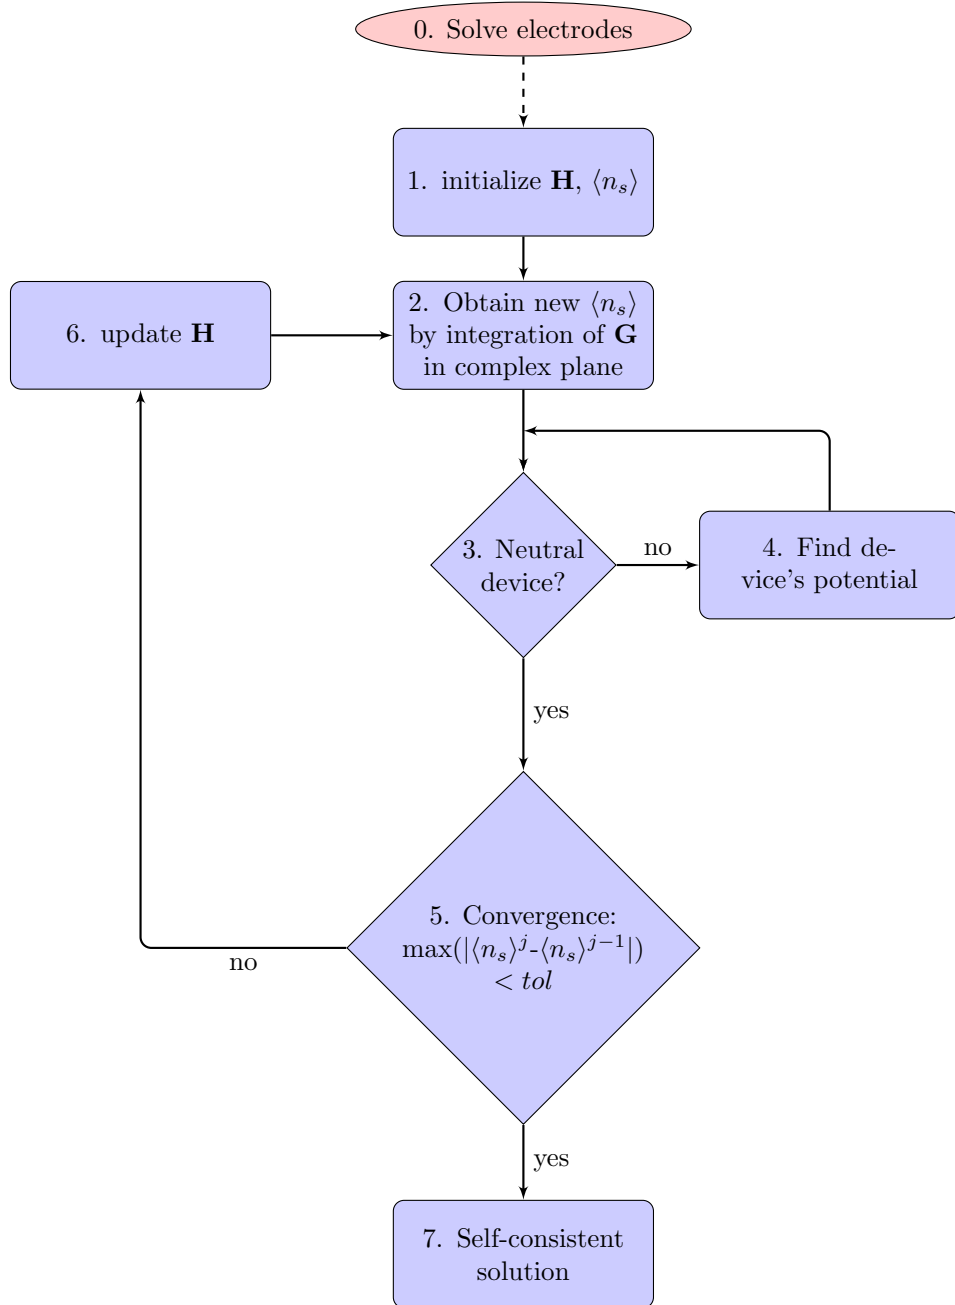 0. Solve electrodes
1. initialize **H**, ⟨n_s⟩
2. Obtain new ⟨n_s⟩
by integration of **G**
in complex plane
6. update **H**
3. Neutral
device?
no
4. Find de-
vice's potential
yes
5. Convergence:
max(|⟨n_s⟩^j-⟨n_s⟩^{j−1}|)
< tol
no
yes
7. Self-consistent
solution